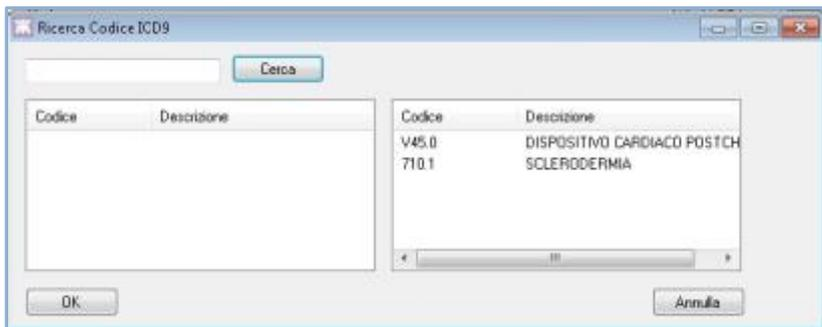 Ricerca Codice ICD9
Cerca
Codice Descrizione
Codice Descrizione
V45.0 DISPOSITIVO CARDIACO POSTCH
710.1 SCLERODERMIA
OK Annulla